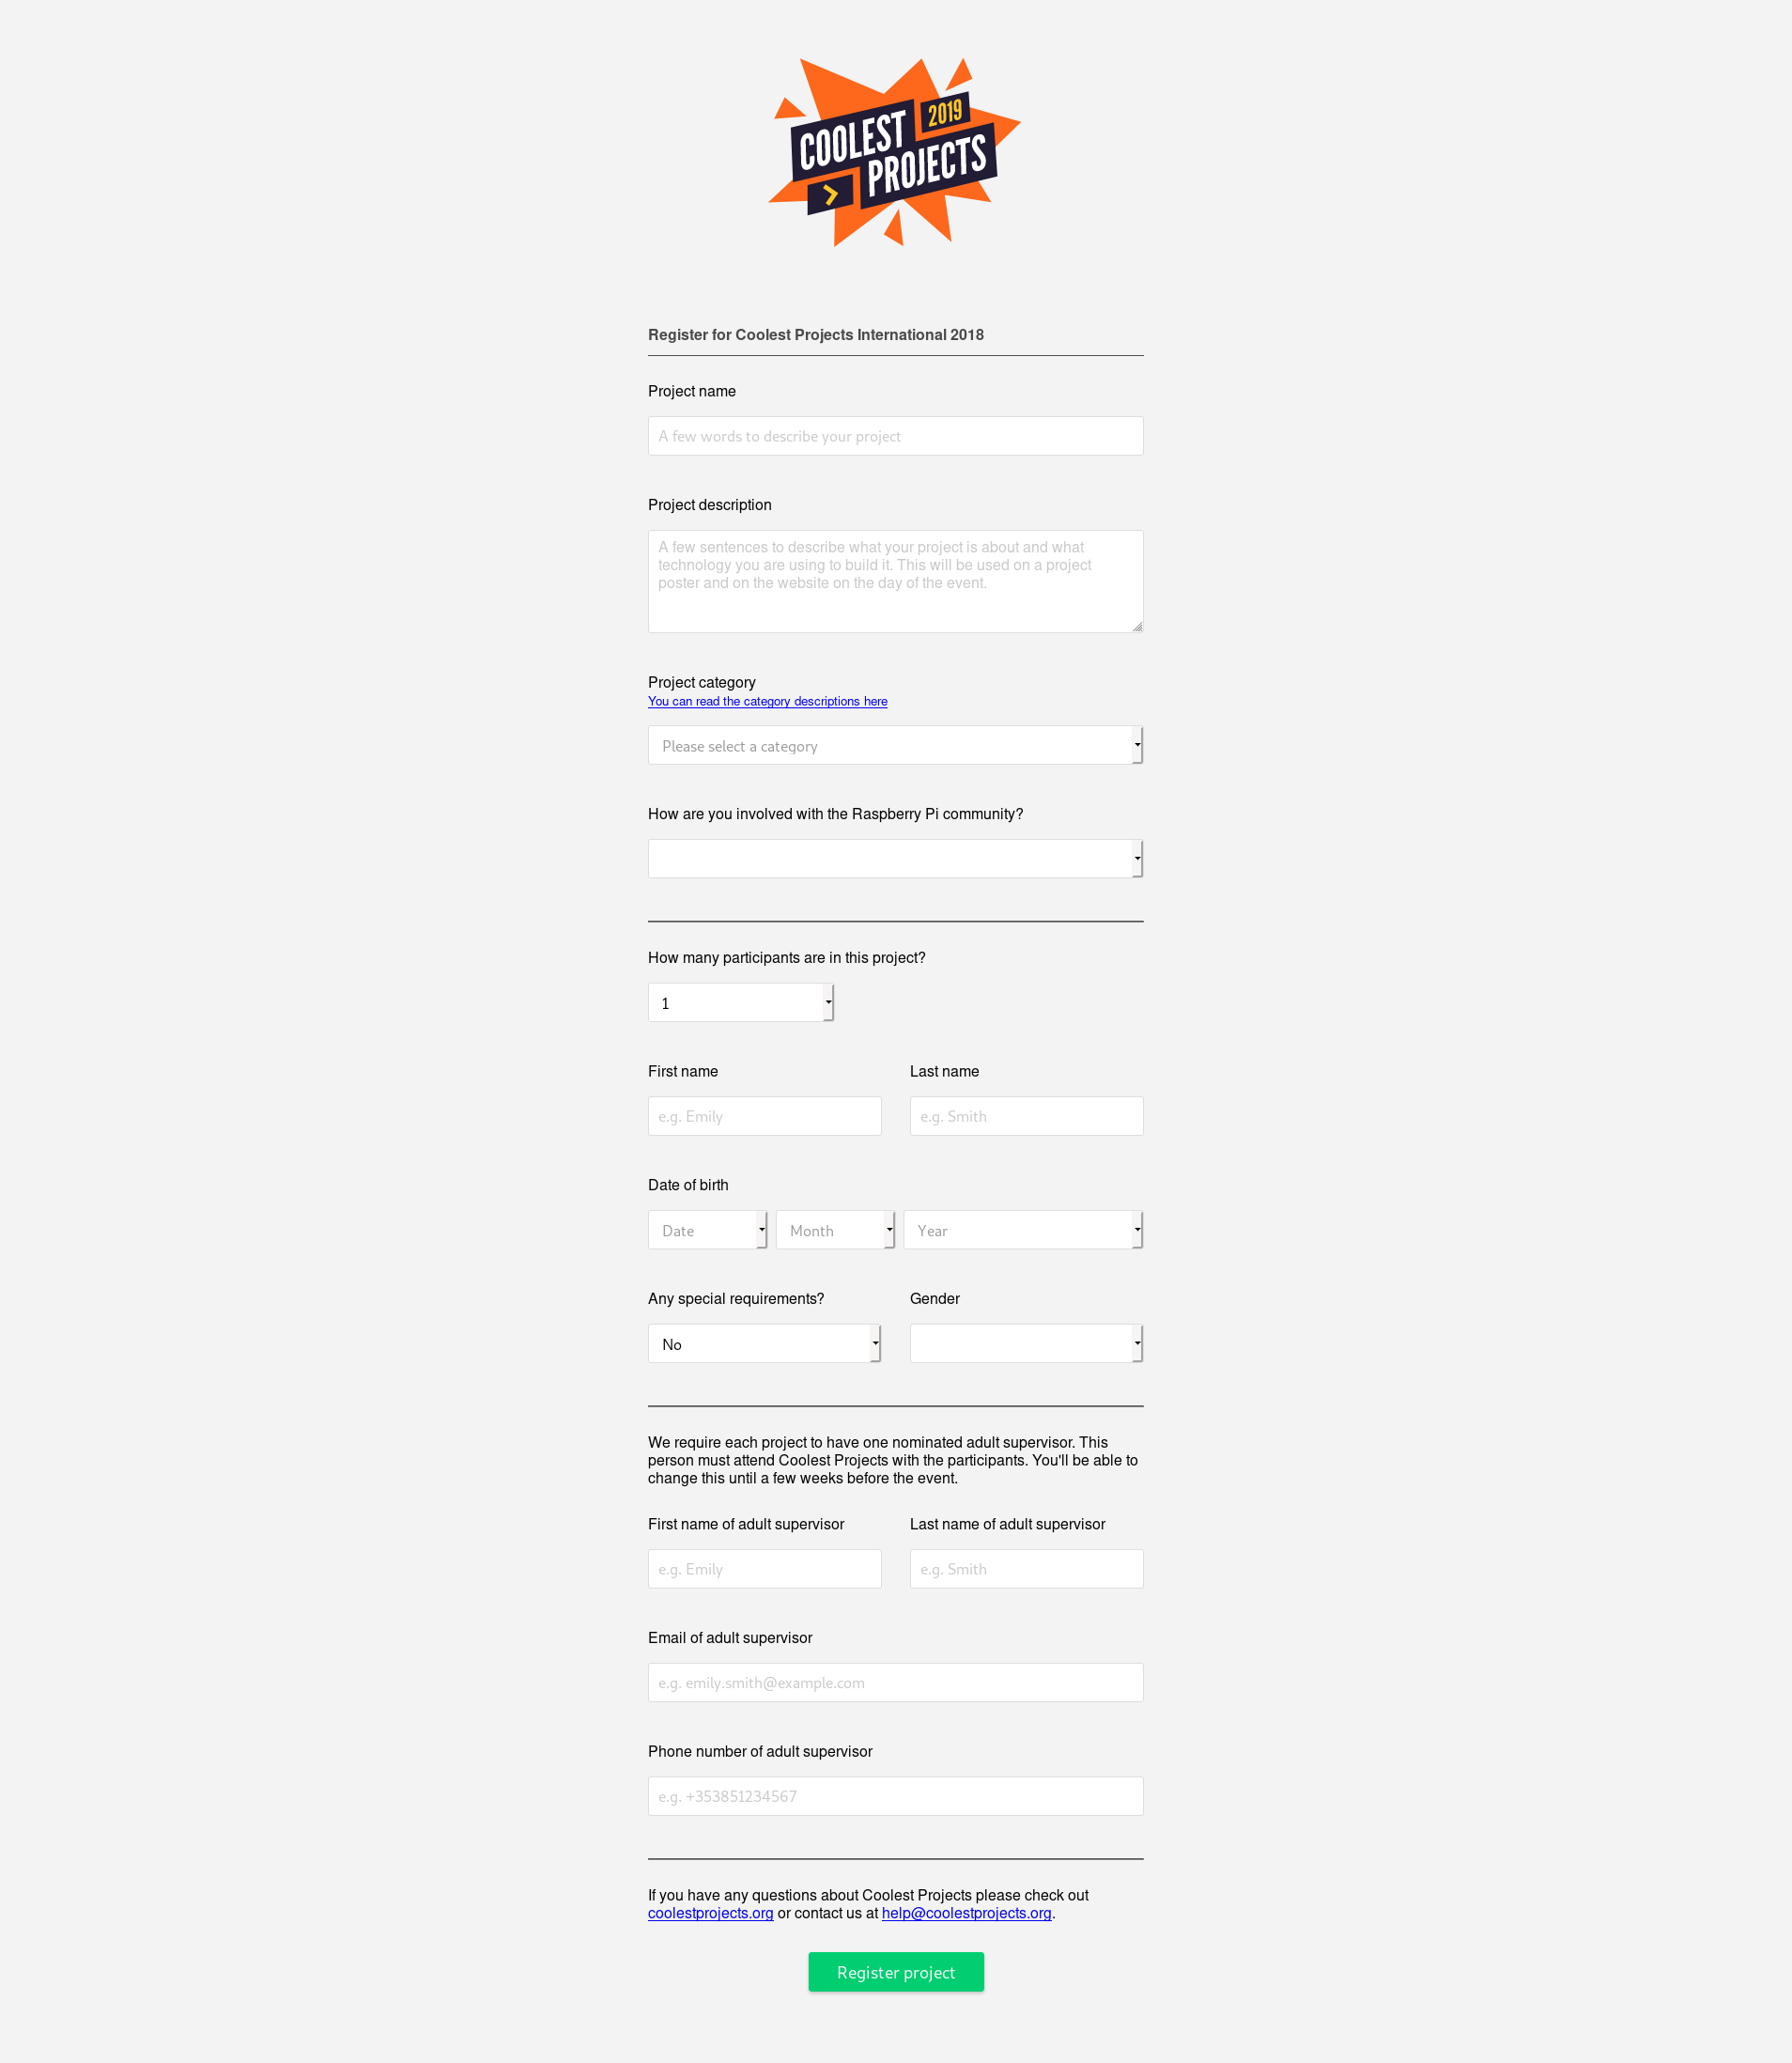 COOLEST
2019
PROJECTS
Register for Coolest Projects International 2018
Project name
A few words to describe your project
Project description
A few sentences to describe what your project is about and what
technology you are using to build it. This will be used on a project
poster and on the website on the day of the event.
Project category
You can read the category descriptions here
Please select a category
How are you involved with the Raspberry Pi community?
How many participants are in this project?
1
First name Last name
e.g. Emily e.g. Smith
Date of birth
Date Month Year
Any special requirements? Gender
No
We require each project to have one nominated adult supervisor. This
person must attend Coolest Projects with the participants. You'll be able to
change this until a few weeks before the event.
First name of adult supervisor Last name of adult supervisor
e.g. Emily e.g. Smith
Email of adult supervisor
e.g. emily.smith@example.com
Phone number of adult supervisor
e.g. +353851234567
If you have any questions about Coolest Projects please check out
coolestprojects.org or contact us at help@coolestprojects.org.
Register project